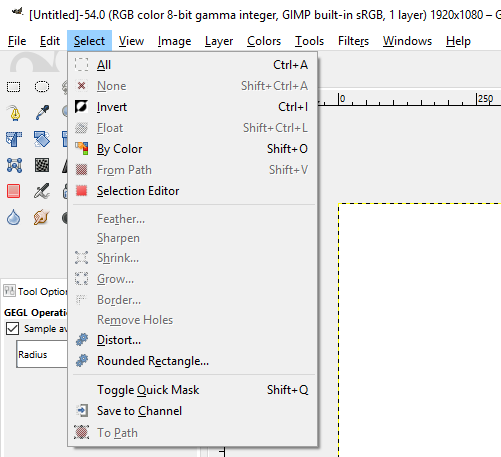 [Untitled]-54.0 (RGB color 8-bit gamma integer, GIMP built-in sRGB, 1 layer) 1920x1080 – G
File Edit Select View Image Layer Colors Tools Filters Windows Help
All Ctrl+A
None Shift+Ctrl+A
Invert Ctrl+I
Float Shift+Ctrl+L
By Color Shift+O
From Path Shift+V
Selection Editor
Feather...
Sharpen
Shrink...
Grow...
Border...
Remove Holes
Distort...
Rounded Rectangle...
Toggle Quick Mask Shift+Q
Save to Channel
To Path
0 250
Tool Option
GEGL Operatio
Sample av
Radius